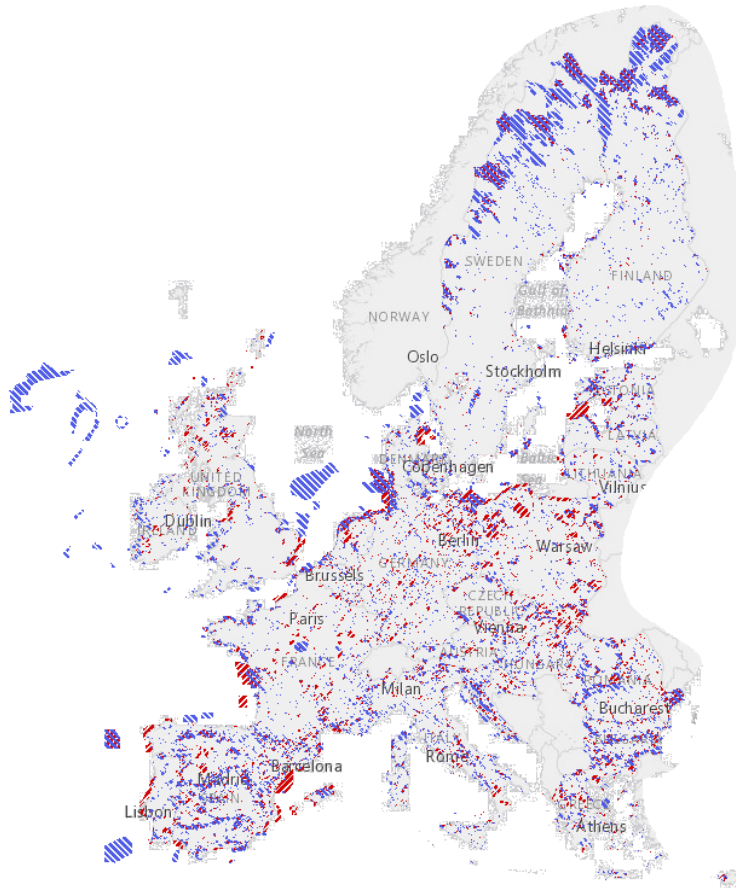 SWEDEN
FINLAND
Gulf of
Bothnia
NORWAY
Oslo
Helsinki
Stockholm
ESTONIA
North
Sea
LATVIA
DENMARK
Copenhagen
Baltic
Sea
LITHUANIA
Vilnius
UNITED
KINGDOM
Dublin
IRELAND
Berlin
Warsaw
GERMANY
Brussels
CZECH
REPUBLIC
Paris
Vienna
AUSTRIA
HUNGARY
FRANCE
ROMANIA
Milan
Bucharest
ITALY
Rome
Barcelona
Madrid
SPAIN
Lisbon
GREECE
Athens